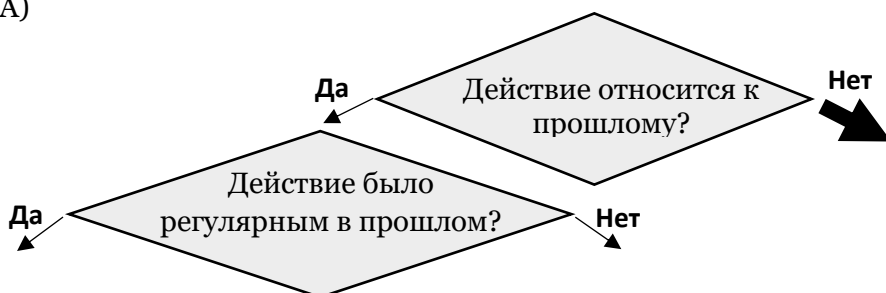 А)
Да
Действие относится к
прошлому?
Нет
Да
Действие было
регулярным в прошлом?
Нет